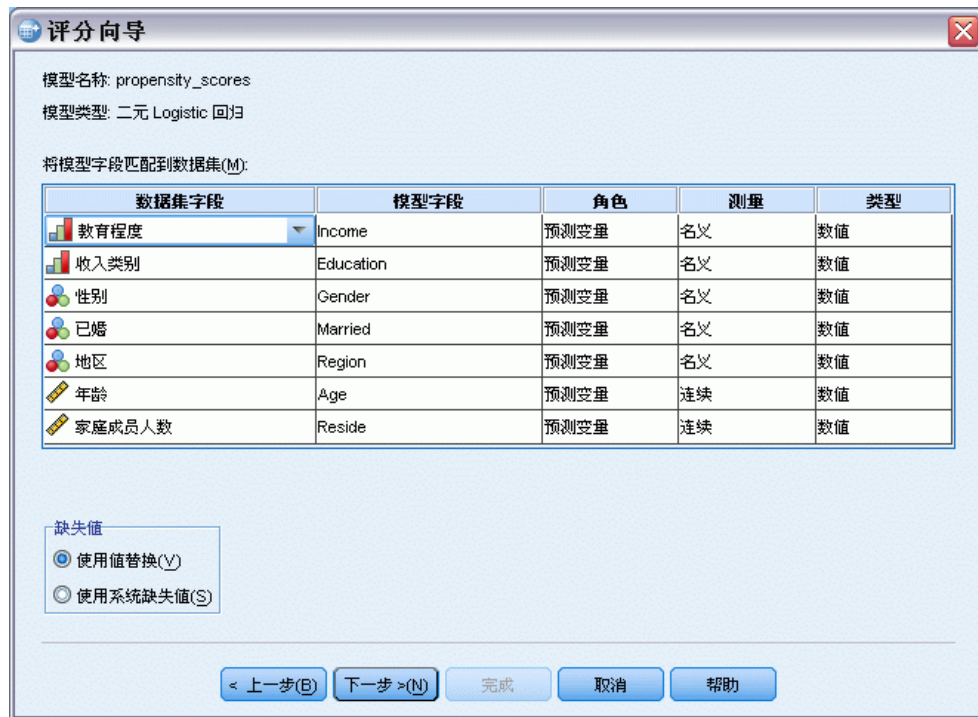 评分向导
模型名称: propensity_scores
模型类型: 二元 Logistic 回归
将模型字段匹配到数据集(M):
数据集字段 模型字段 角色 测量 类型
教育程度 Income 预测变量 名义 数值
收入类别 Education 预测变量 名义 数值
性别 Gender 预测变量 名义 数值
已婚 Married 预测变量 名义 数值
地区 Region 预测变量 名义 数值
年龄 Age 预测变量 连续 数值
家庭成员人数 Reside 预测变量 连续 数值
缺失值
使用值替换(V)
使用系统缺失值(S)
< 上一步(B) 下一步 >(N) 完成 取消 帮助